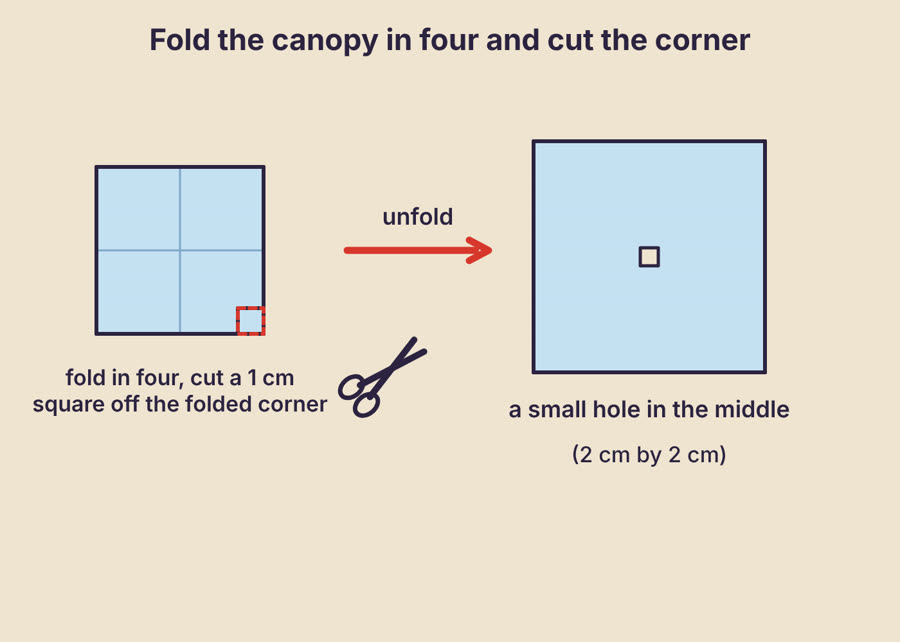 Fold the canopy in four and cut the corner
unfold
fold in four, cut a 1 cm
square off the folded corner
a small hole in the middle
(2 cm by 2 cm)